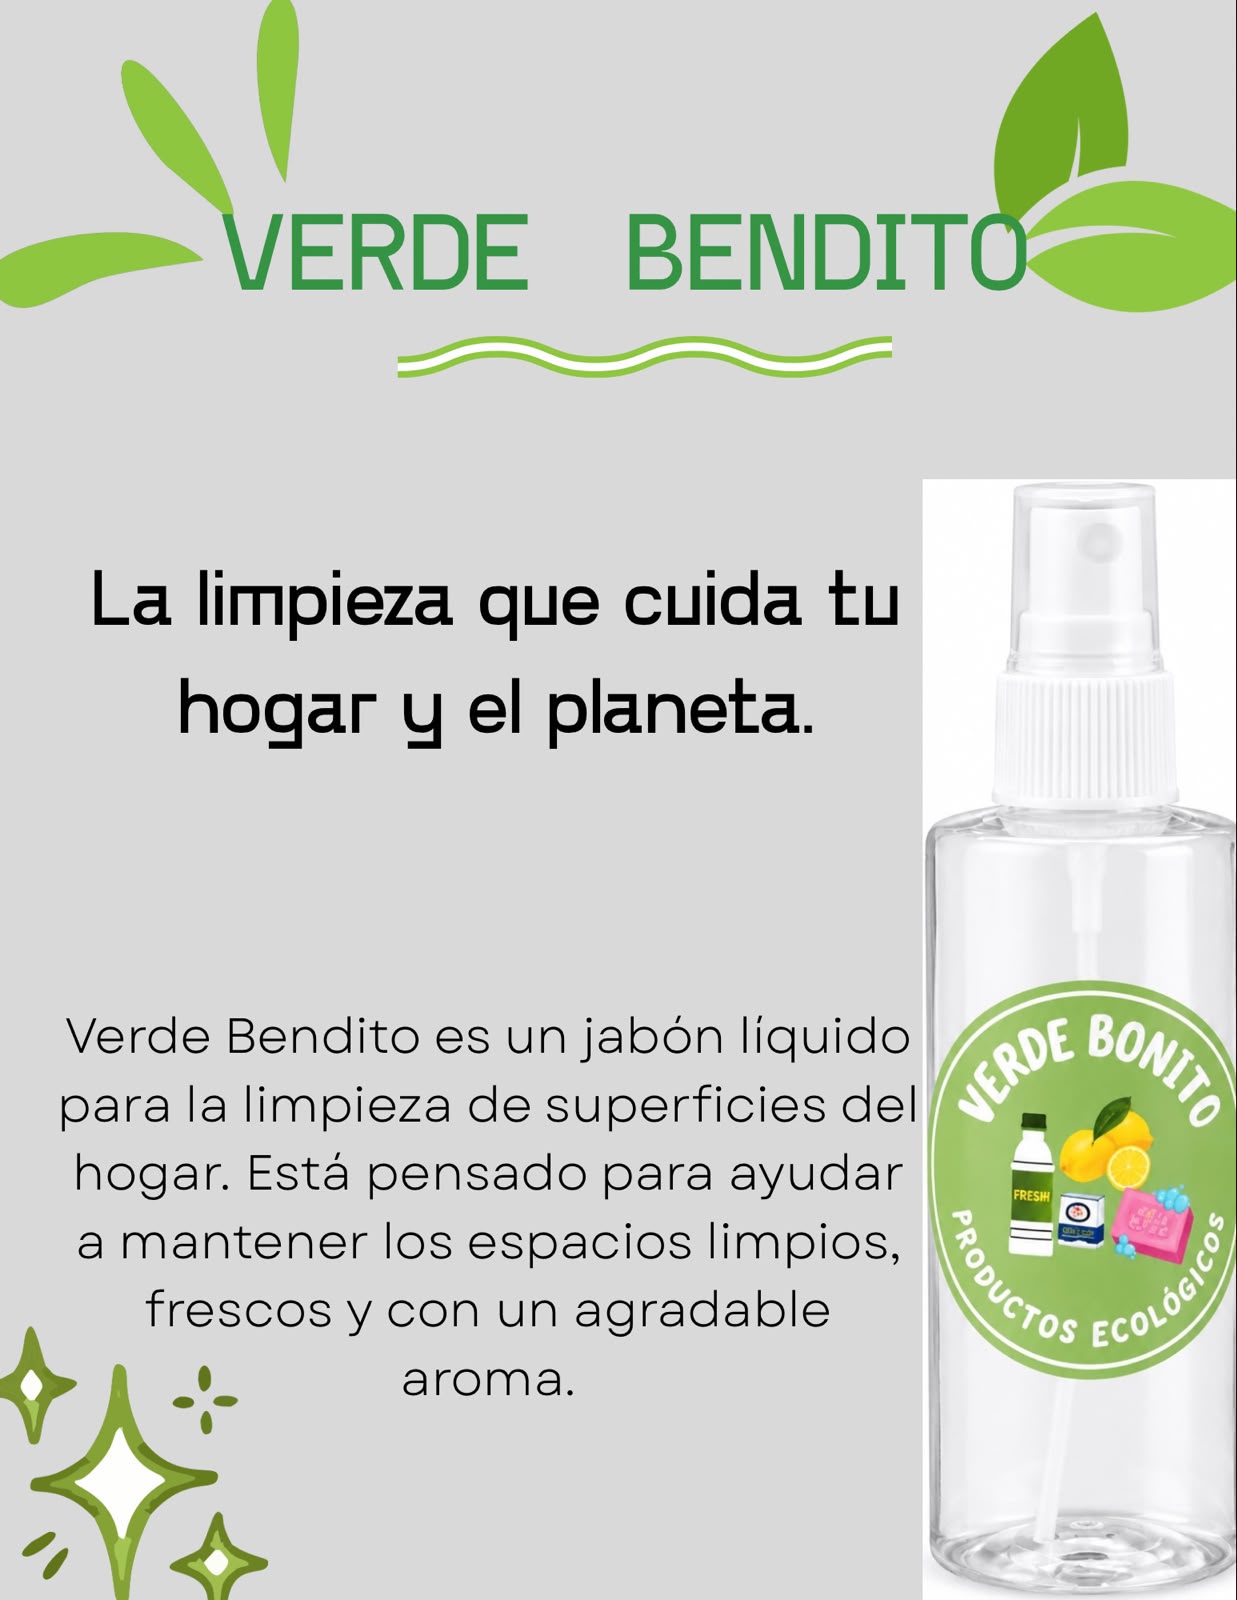 VERDE BENDITO
La limpieza que cuida tu
hogar y el planeta.
Verde Bendito es un jabón líquido
para la limpieza de superficies del
hogar. Está pensado para ayudar
a mantener los espacios limpios,
frescos y con un agradable
aroma.
VERDE BONITO
FRESHH
PRODUCTOS ECOLÓGICOS